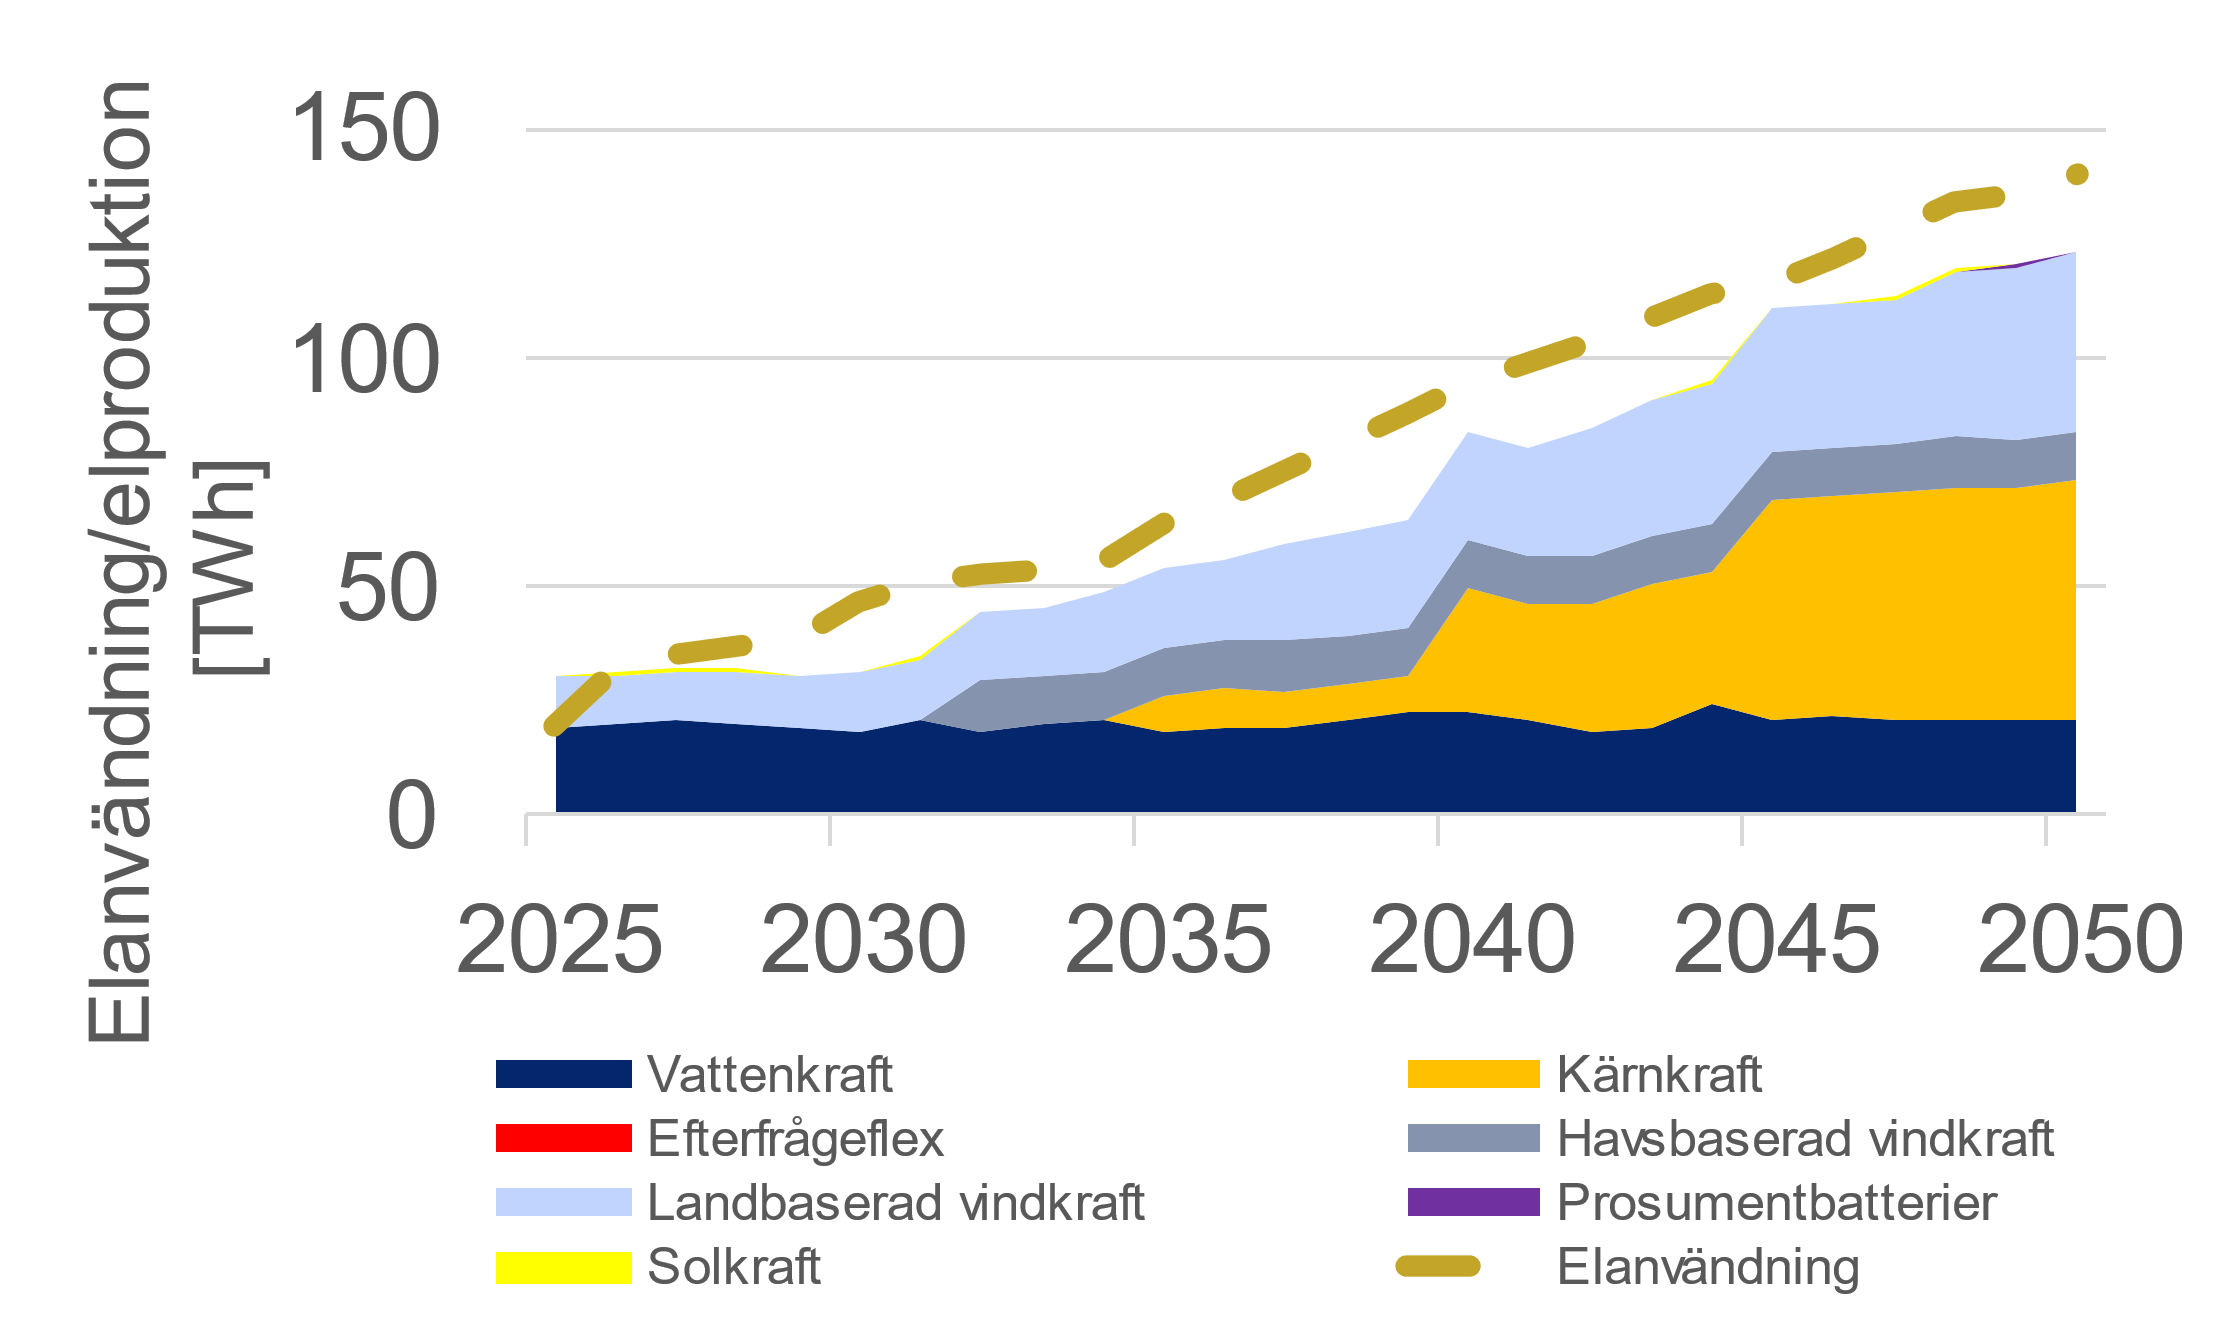 Elanvändning/elproduktion
[TWh]
150
100
50
0
2025 2030 2035 2040 2045 2050
Vattenkraft Kärnkraft
Efterfrågeflex Havsbaserad vindkraft
Landbaserad vindkraft Prosumentbatterier
Solkraft Elanvändning